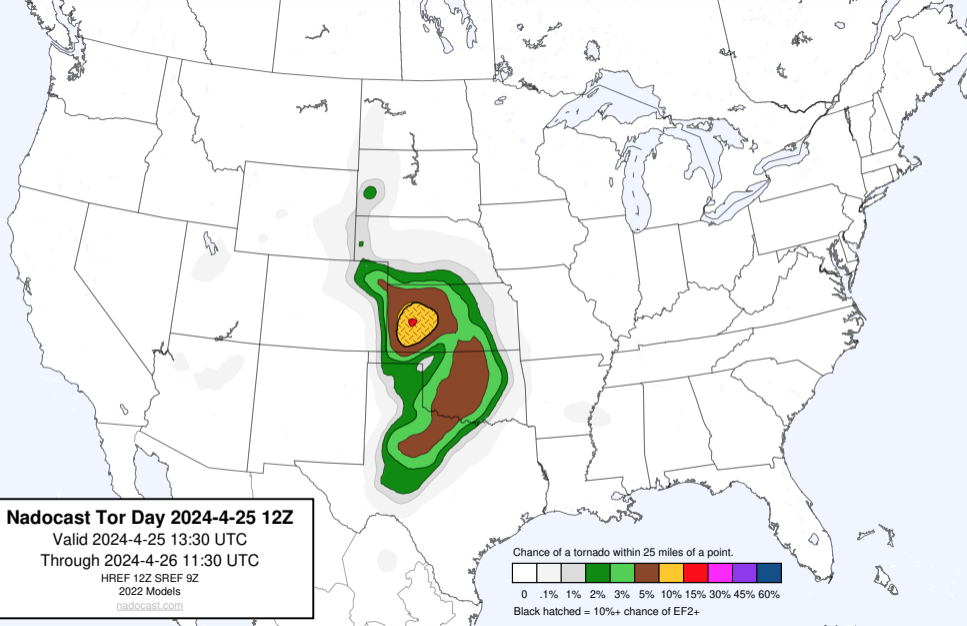 Nadocast Tor Day 2024-4-25 12Z
Valid 2024-4-25 13:30 UTC
Through 2024-4-26 11:30 UTC
HREF 12Z SREF 9Z
2022 Models
nadocast.com
Chance of a tornado within 25 miles of a point.
0 .1% 1% 2% 3% 5% 10% 15% 30% 45% 60%
Black hatched = 10%+ chance of EF2+